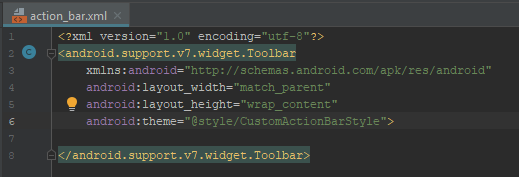 action_bar.xml
1 <?xml version="1.0" encoding="utf-8"?>
2 <android.support.v7.widget.Toolbar
3 xmlns:android="http://schemas.android.com/apk/res/android"
4 android:layout_width="match_parent"
5 android:layout_height="wrap_content"
6 android:theme="@style/CustomActionBarStyle">
7
8 </android.support.v7.widget.Toolbar>